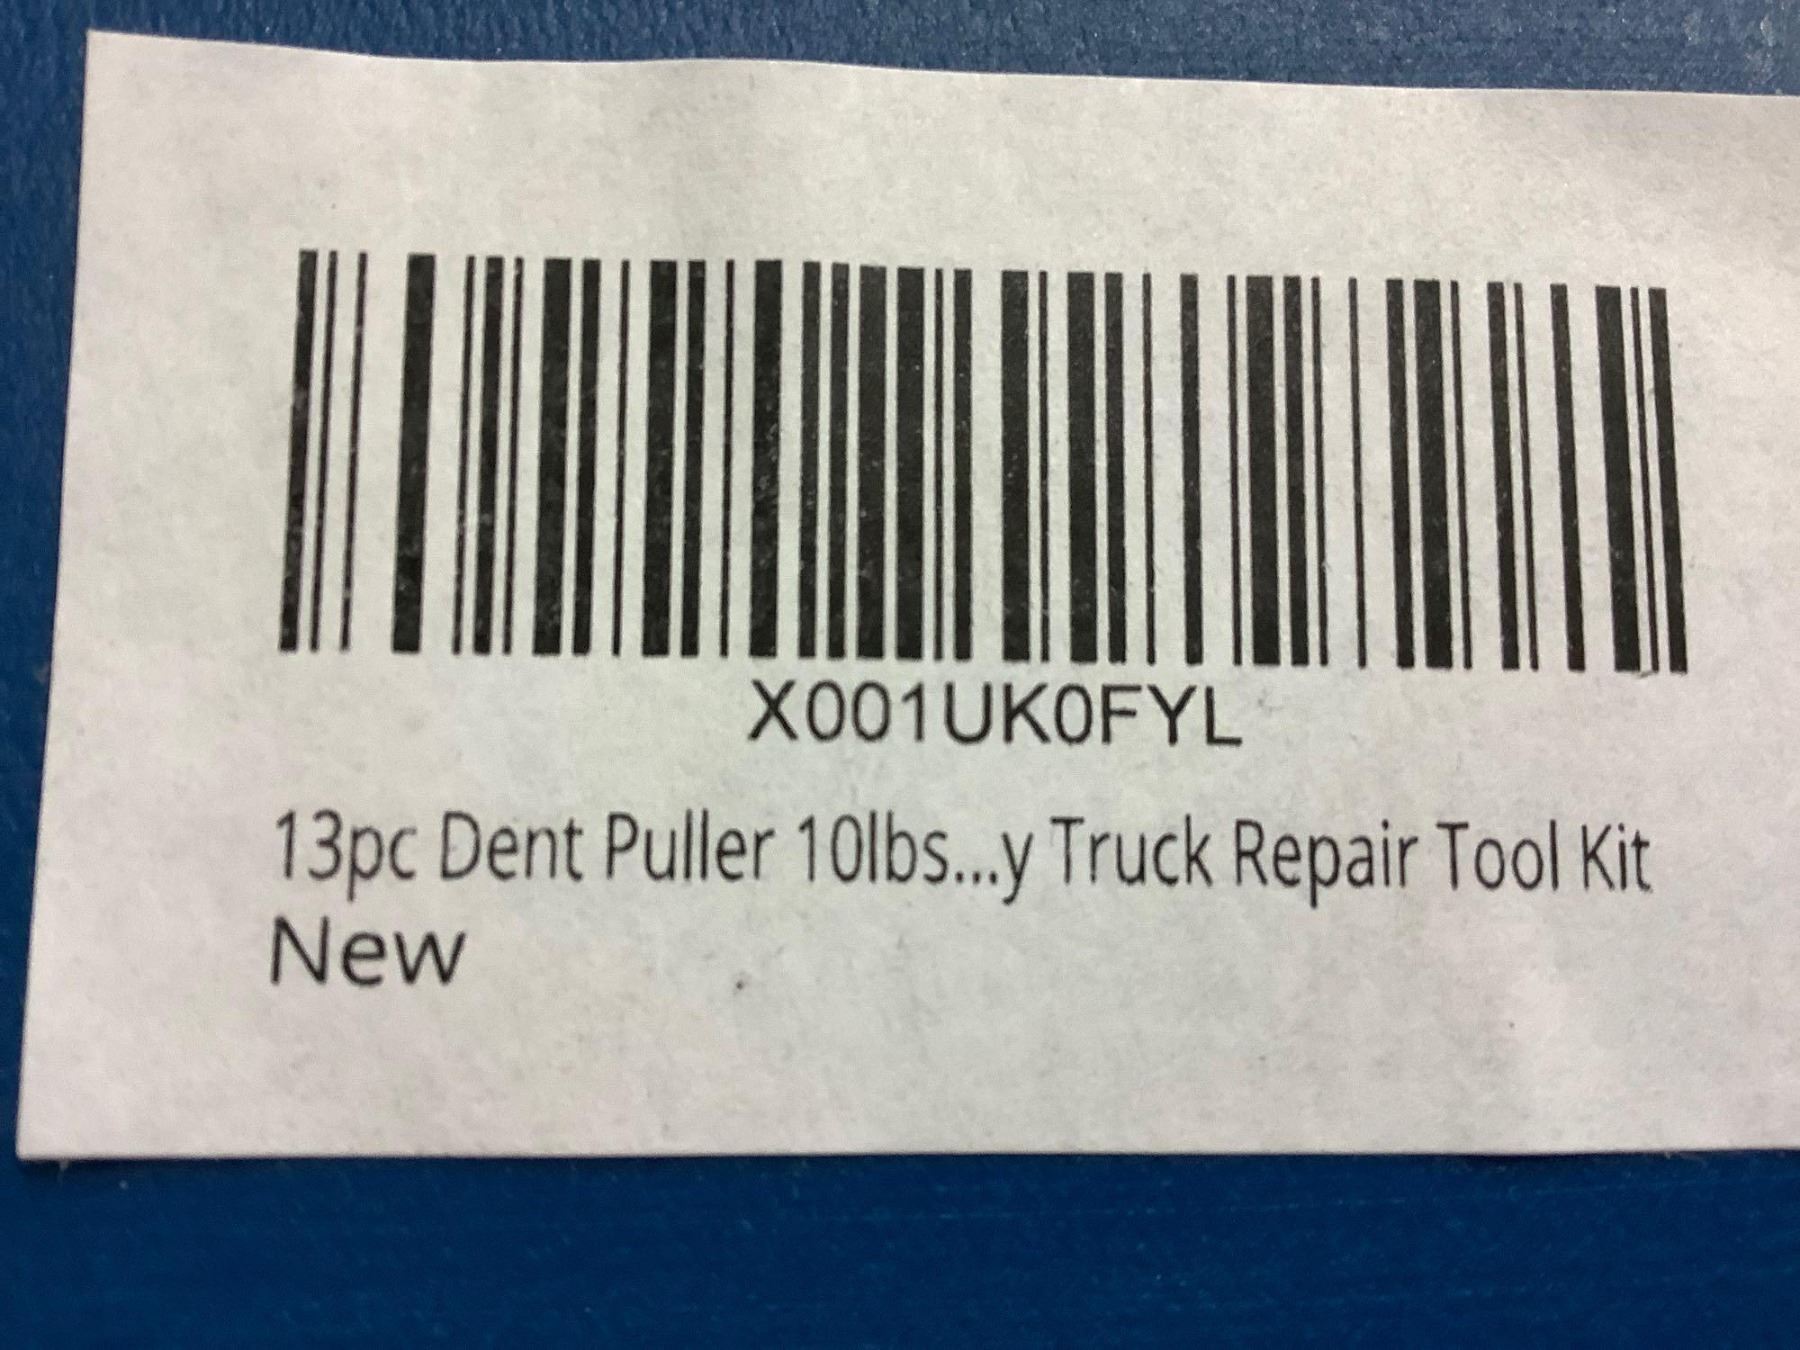 X001UK0FYL
13pc Dent Puller 10lbs...y Truck Repair Tool Kit
New